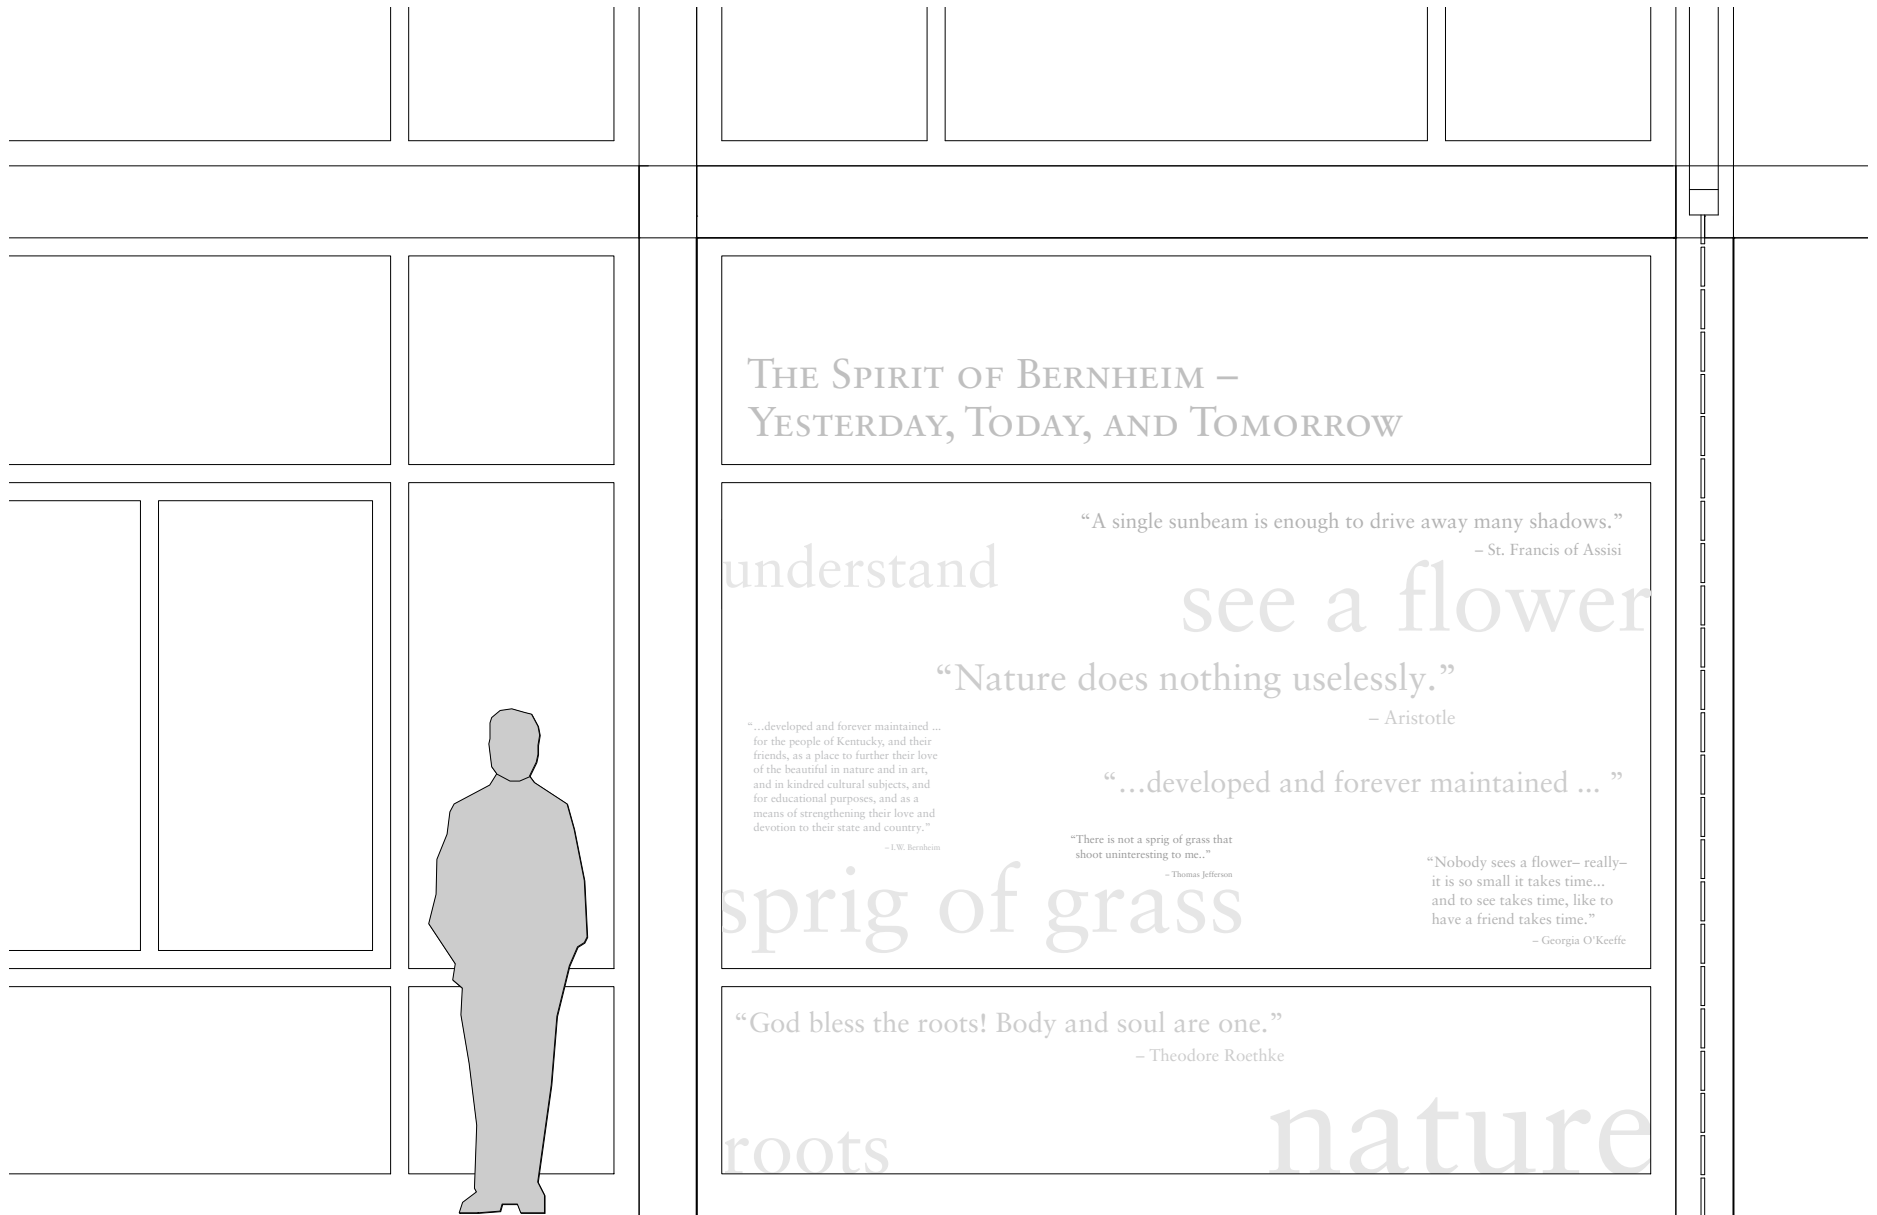 The Spirit of Bernheim –
Yesterday, Today, and Tomorrow
“A single sunbeam is enough to drive away many shadows.”
– St. Francis of Assisi
understand
see a flower
“Nature does nothing uselessly.”
– Aristotle
“...developed and forever maintained ...
for the people of Kentucky, and their
friends, as a place to further their love
of the beautiful in nature and in art,
and in kindred cultural subjects, and
for educational purposes, and as a
means of strengthening their love and
devotion to their state and country.”
– I.W. Bernheim
“...developed and forever maintained ... ”
“There is not a sprig of grass that
shoot uninteresting to me..”
– Thomas Jefferson
sprig of grass
“Nobody sees a flower– really–
it is so small it takes time...
and to see takes time, like to
have a friend takes time.”
– Georgia O'Keeffe
“God bless the roots! Body and soul are one.”
– Theodore Roethke
roots
nature